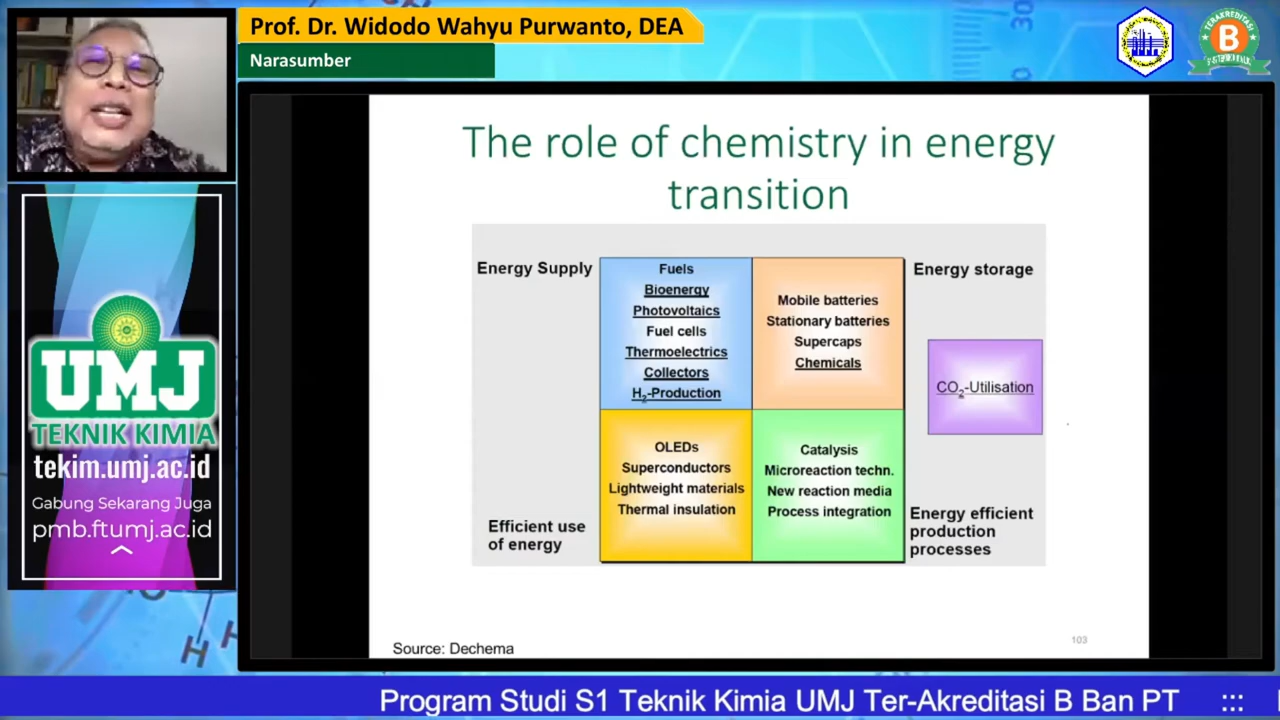 Prof. Dr. Widodo Wahyu Purwanto, DEA
Narasumber
TERAKREDITASI
B
UMJ
TEKNIK KIMIA
tekim.umj.ac.id
Gabung Sekarang Juga
pmb.ftumj.ac.id
The role of chemistry in energy
transition
Energy Supply
Fuels
Bioenergy
Photovoltaics
Fuel cells
Thermoelectrics
Collectors
H₂-Production
Mobile batteries
Stationary batteries
Supercaps
Chemicals
Energy storage
CO₂-Utilisation
OLEDs
Superconductors
Lightweight materials
Thermal insulation
Efficient use
of energy
Catalysis
Microreaction techn.
New reaction media
Process integration
Energy efficient
production
processes
Source: Dechema
103
30
H
H
Program Studi S1 Teknik Kimia UMJ Ter-Akreditasi B Ban PT :::